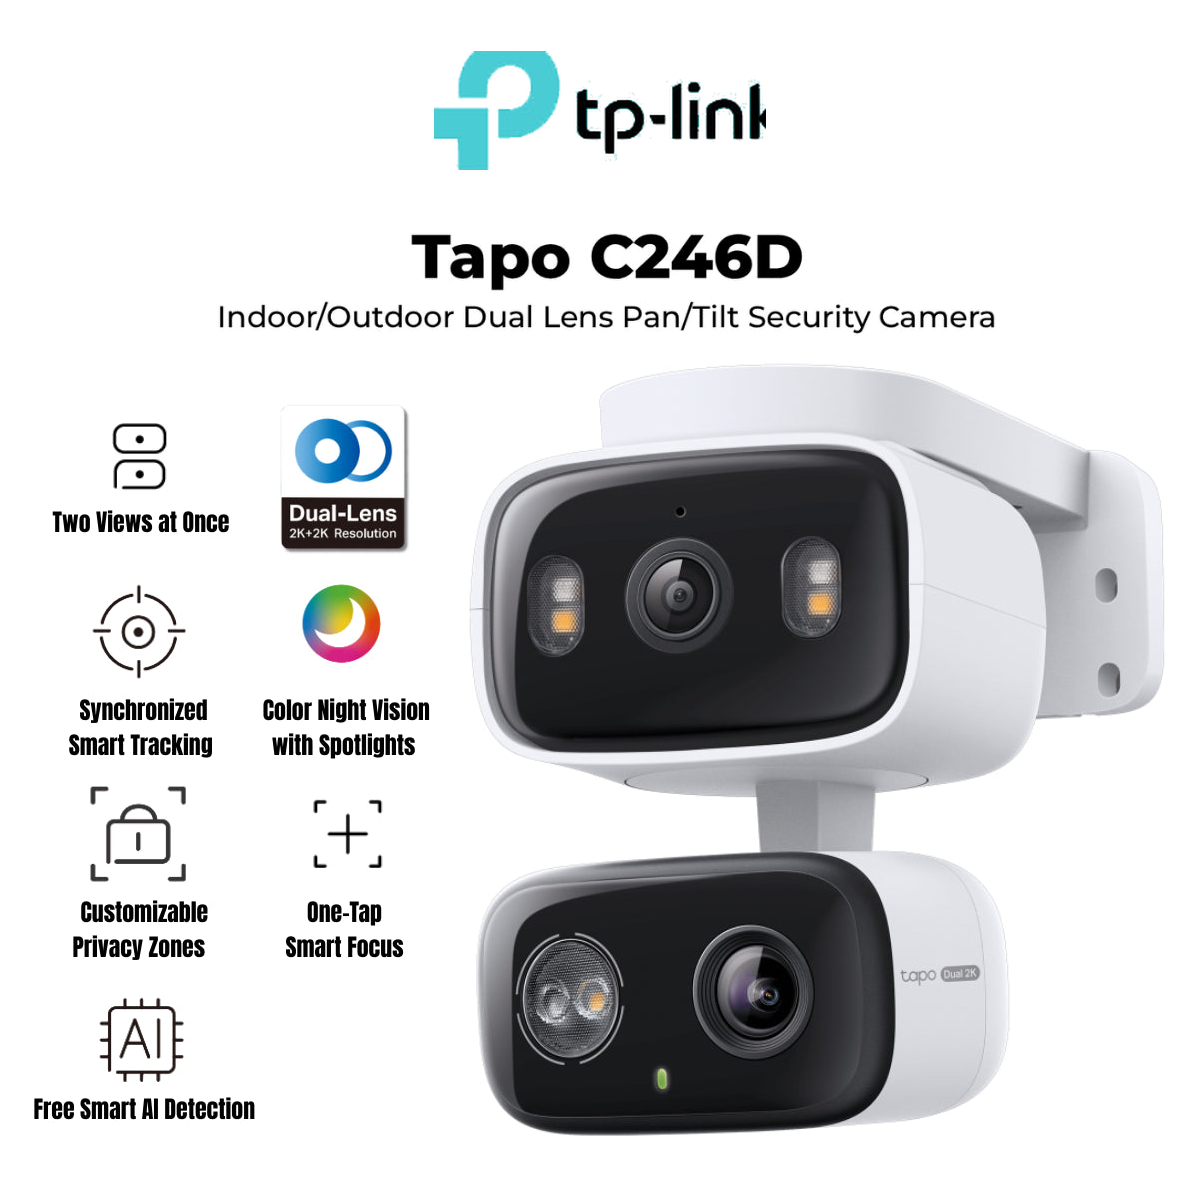 tp-link
Tapo C246D
Indoor/Outdoor Dual Lens Pan/Tilt Security Camera
Two Views at Once
Dual-Lens
2K+2K Resolution
Synchronized
Smart Tracking
Color Night Vision
with Spotlights
Customizable
Privacy Zones
One-Tap
Smart Focus
AI
Free Smart AI Detection
tapo Dual 2K